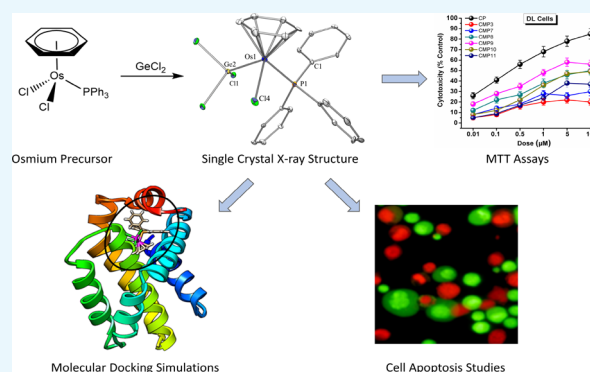 Os
Cl
Cl
PPh3
GeCl2
Ge2
Os1
Cl1
Cl4
P1
C1
DL Cells
CP
CMP3
CMP7
CMP8
CMP9
CMP10
CMP11
Cytotoxicity (% Control)
100
90
80
70
60
50
40
30
20
10
0
0.01 0.1 0.5 1 5
Dose (µM)
Osmium Precursor
Single Crystal X-ray Structure
MTT Assays
Molecular Docking Simulations
Cell Apoptosis Studies